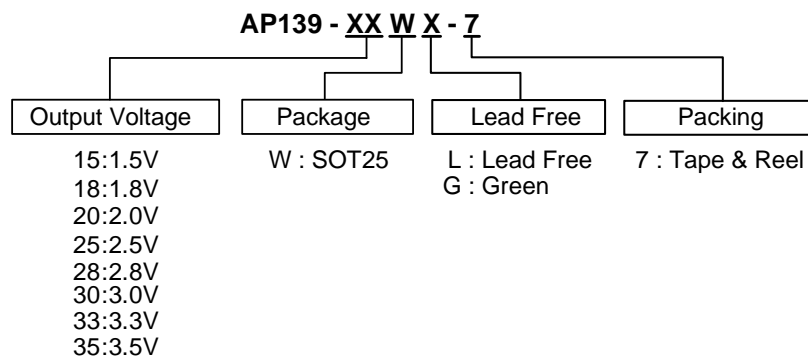 AP139 - XX W X - 7
Output Voltage
Package
Lead Free
Packing
15:1.5V
18:1.8V
20:2.0V
25:2.5V
28:2.8V
30:3.0V
33:3.3V
35:3.5V
W : SOT25
L : Lead Free
G : Green
7 : Tape & Reel